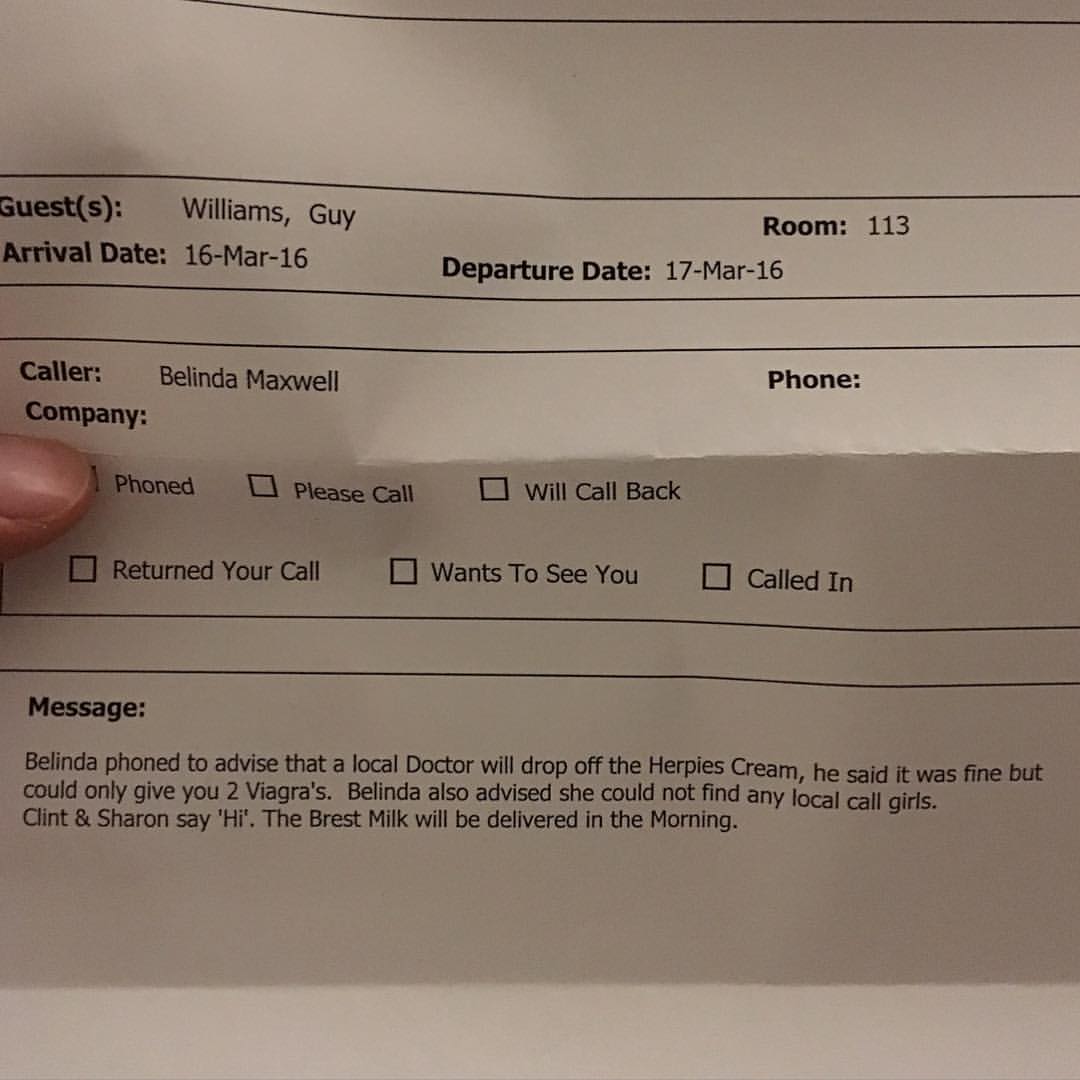 Guest(s): Williams, Guy Room: 113
Arrival Date: 16-Mar-16 Departure Date: 17-Mar-16
Caller: Belinda Maxwell Phone:
Company:
Phoned Please Call Will Call Back
Returned Your Call Wants To See You Called In
Message:
Belinda phoned to advise that a local Doctor will drop off the Herpies Cream, he said it was fine but
could only give you 2 Viagra's. Belinda also advised she could not find any local call girls.
Clint & Sharon say 'Hi'. The Brest Milk will be delivered in the Morning.